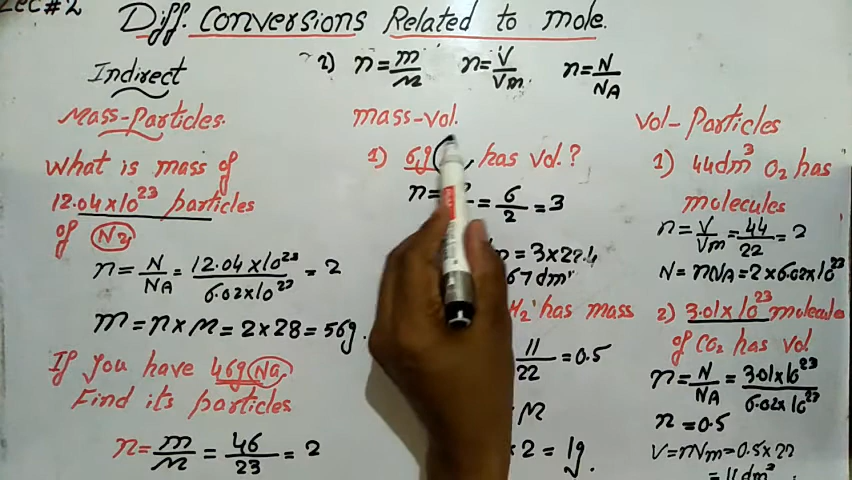 Lec#2
Diff. Conversions Related to mole.
Indirect
2) n=m/M n=V/Vm n=N/NA
Mass-Particles.
What is mass of
12.04×10²³ particles
of N₂
n=N/NA=12.04×10²³/6.02×10²³=2
m=n×M=2×28=56g.
If you have 46g Na,
Find its particles
n=m/M=46/23=2
mass-vol.
1) 6g , has vol.?
n= =6/2=3
=3×22.4
67dm³
H₂ has mass
11/22=0.5
M
×2=1g.
Vol-Particles
1) 44dm³ O₂ has
molecules
n=V/Vm=44/22=2
N=nNA=2×6.02×10²³
2) 3.01×10²³ molecule
of CO₂ has vol
n=N/NA=3.01×10²³/6.02×10²³
n=0.5
V=nVm=0.5×22
=11dm³